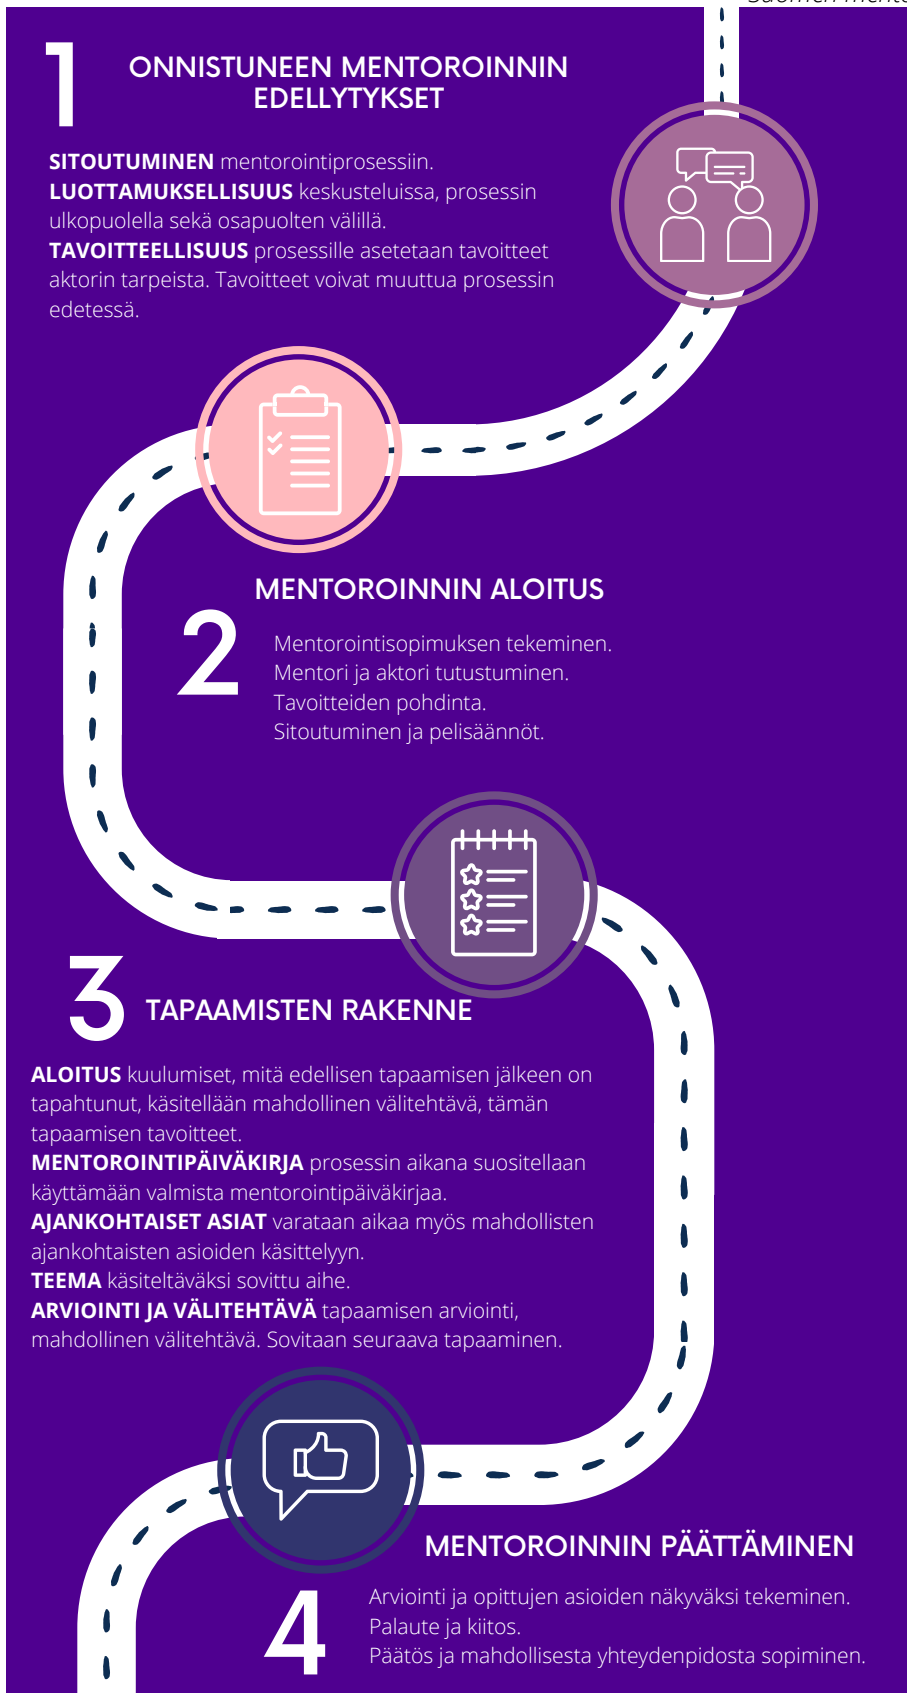 1
ONNISTUNEEN MENTOROINNIN
EDELLYTYKSET
SITOUTUMINEN mentorointiprosessiin.
LUOTTAMUKSELLISUUS keskusteluissa, prosessin
ulkopuolella sekä osapuolten välillä.
TAVOITTEELLISUUS prosessille asetetaan tavoitteet
aktorin tarpeista. Tavoitteet voivat muuttua prosessin
edetessä.
MENTOROINNIN ALOITUS
2
Mentorointisopimuksen tekeminen.
Mentori ja aktori tutustuminen.
Tavoitteiden pohdinta.
Sitoutuminen ja pelisäännöt.
3
TAPAAMISTEN RAKENNE
ALOITUS kuulumiset, mitä edellisen tapaamisen jälkeen on
tapahtunut, käsitellään mahdollinen välitehtävä, tämän
tapaamisen tavoitteet.
MENTOROINTIPÄIVÄKIRJA prosessin aikana suositellaan
käyttämään valmista mentorointipäiväkirjaa.
AJANKOHTAISET ASIAT varataan aikaa myös mahdollisten
ajankohtaisten asioiden käsittelyyn.
TEEMA käsiteltäväksi sovittu aihe.
ARVIOINTI JA VÄLITEHTÄVÄ tapaamisen arviointi,
mahdollinen välitehtävä. Sovitaan seuraava tapaaminen.
MENTOROINNIN PÄÄTTÄMINEN
4
Arviointi ja opittujen asioiden näkyväksi tekeminen.
Palaute ja kiitos.
Päätös ja mahdollisesta yhteydenpidosta sopiminen.